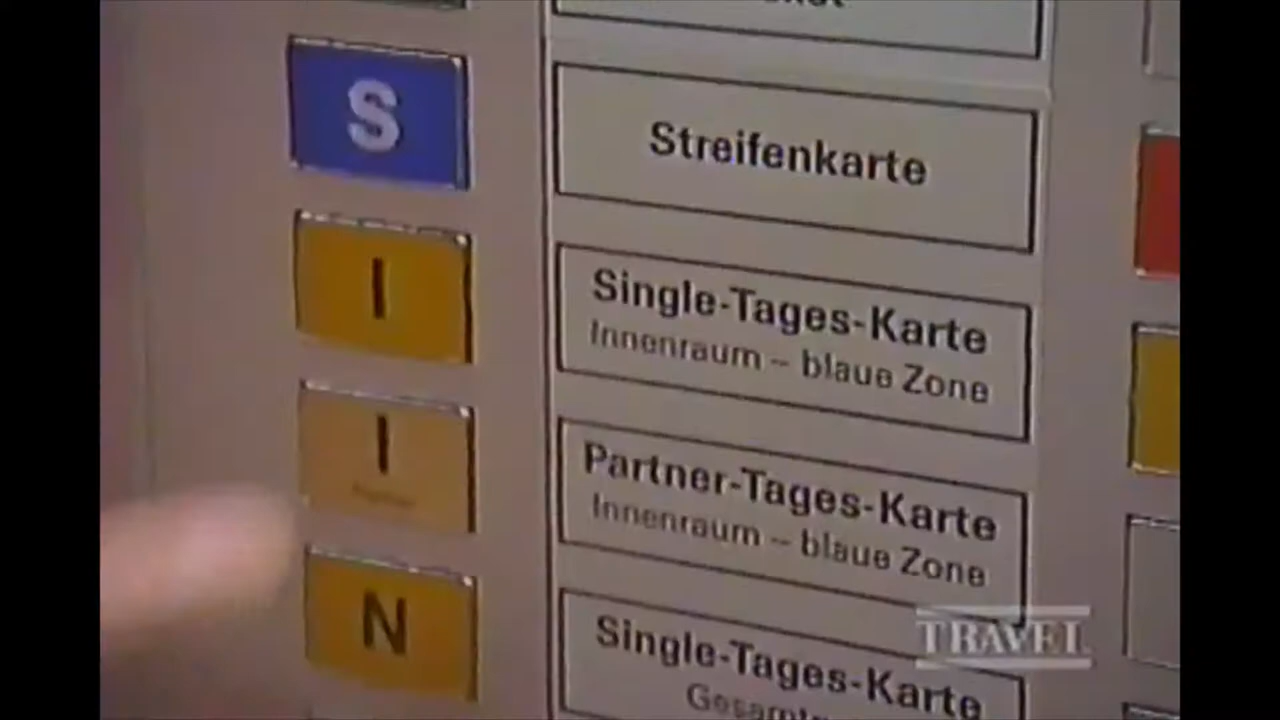 S
Streifenkarte
I
Single-Tages-Karte
Innenraum – blaue Zone
I
Partner-Tages-Karte
Innenraum – blaue Zone
N
Single-Tages-Karte
TRAVEL